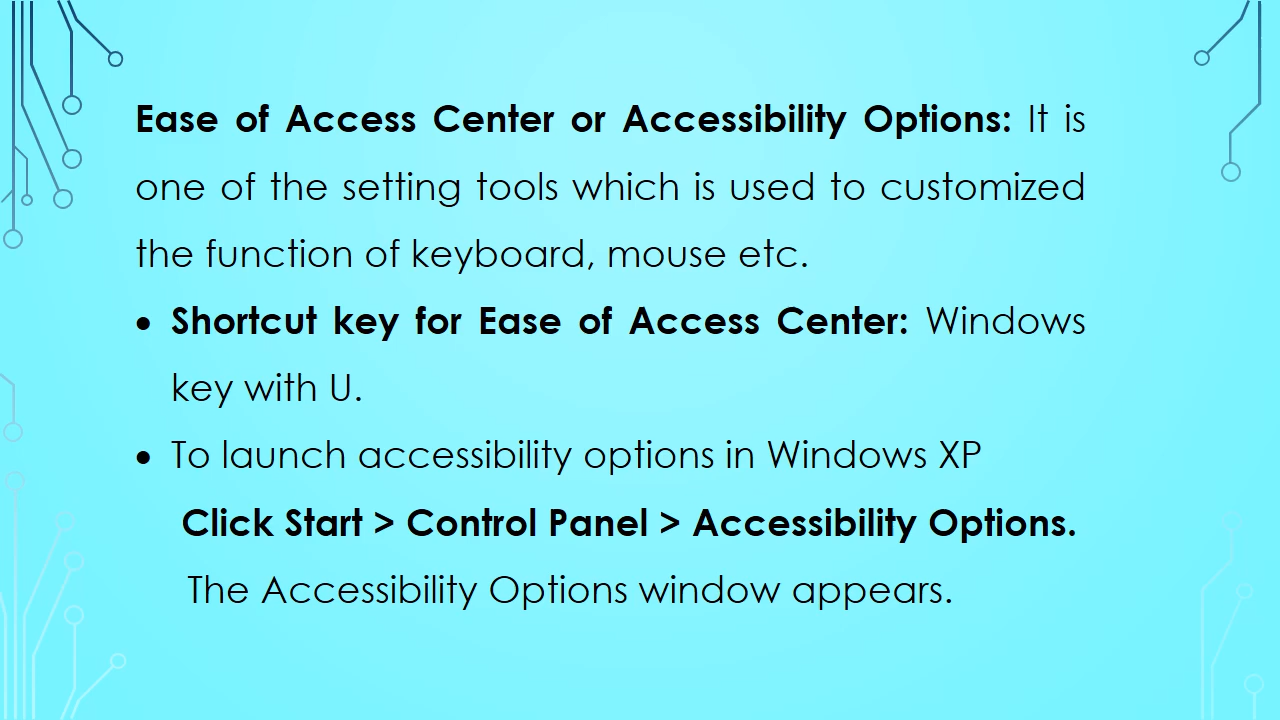 Ease of Access Center or Accessibility Options: It is
one of the setting tools which is used to customized
the function of keyboard, mouse etc.
• Shortcut key for Ease of Access Center: Windows
key with U.
• To launch accessibility options in Windows XP
Click Start > Control Panel > Accessibility Options.
The Accessibility Options window appears.